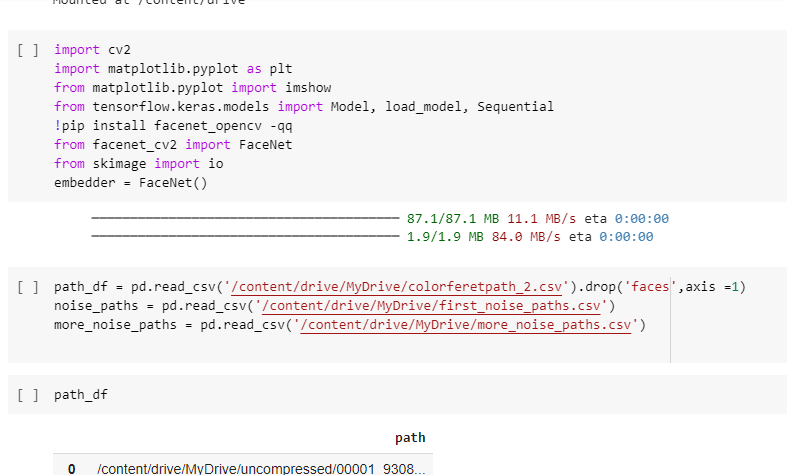 Mounted at /content/drive
[ ] import cv2
import matplotlib.pyplot as plt
from matplotlib.pyplot import imshow
from tensorflow.keras.models import Model, load_model, Sequential
!pip install facenet_opencv -qq
from facenet_cv2 import FaceNet
from skimage import io
embedder = FaceNet()
87.1/87.1 MB 11.1 MB/s eta 0:00:00
1.9/1.9 MB 84.0 MB/s eta 0:00:00
[ ] path_df = pd.read_csv('/content/drive/MyDrive/colorferetpath_2.csv').drop('faces',axis =1)
noise_paths = pd.read_csv('/content/drive/MyDrive/first_noise_paths.csv')
more_noise_paths = pd.read_csv('/content/drive/MyDrive/more_noise_paths.csv')
[ ] path_df
path
0 /content/drive/MyDrive/uncompressed/00001_9308...